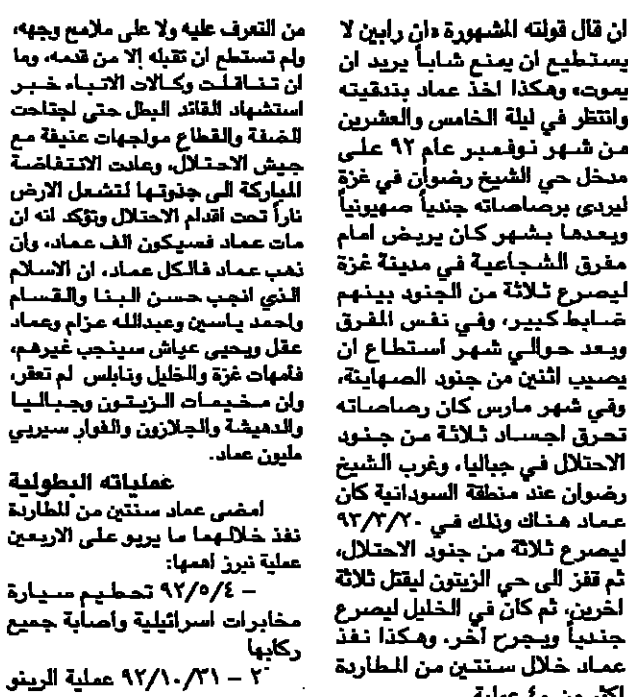 ان قال قولته المشهورة «ان رابين لا
يستطيع ان يمنع شاباً يريد ان
يموت» وهكذا اخذ عماد بندقيته
وانتظر في ليلة الخامس والعشرين
من شهر نوفمبر عام ٩٢ على
مدخل حي الشيخ رضوان في غزة
ليردى برصاصاته جندياً صهيونياً
وبعدها بشهر كان يربض امام
مفرق الشجاعية في مدينة غزة
ليصرع ثلاثة من الجنود بينهم
ضابط كبير، وفي نفس المفرق
وبعد حوالي شهر استطاع ان
يصيب اثنين من جنود الصهاينة،
وفي شهر مارس كان رصاصاته
تحرق اجساد ثلاثة من جنود
الاحتلال في جباليا، وغرب الشيخ
رضوان عند منطقة السودانية كان
عماد هناك وذلك في ٩٣/٣/٢٠
ليصرع ثلاثة من جنود الاحتلال،
ثم قفز الى حي الزيتون ليقتل ثلاثة
اخرين، ثم كان في الخليل ليصرع
جندياً ويجرح آخر. وهكذا نفذ
عماد خلال سنتين من المطاردة
اكثر من ٤٠ عملية
من التعرف عليه ولا على ملامح وجهه،
ولم تستطع ان تقبله إلا من قدمه، وما
ان تناقلت وكالات الانباء خبر
استشهاد القائد البطل حتى اجتاحت
الضفة والقطاع مواجهات عنيفة مع
جيش الاحتلال، وعادت الانتفاضة
المباركة الى جذوتها لتشعل الارض
ناراً تحت اقدام الاحتلال وتؤكد انه ان
مات عماد فسيكون الف عماد، وان
ذهب عماد فالكل عماد، ان الاسلام
الذي انجب حسن البنا والقسام
واحمد ياسين وعبدالله عزام وعماد
عقل ويحيى عياش سينجب غيرهم،
فأمهات غزة والخليل ونابلس لم تعقر،
وان مخيمات الزيتون وجباليا
والدهيشة والجلازون والفوار سيربي
مليون عماد.
عملياته البطولية
امضى عماد سنتين من المطاردة
نفذ خلالهما ما يربو على الاربعين
عملية نبرز أهمها:
– ٩٢/٥/٤ تحطيم سيارة
مخابرات اسرائيلية واصابة جميع
ركابها
٢ – ٩٢/١٠/٣١ عملية الرينو